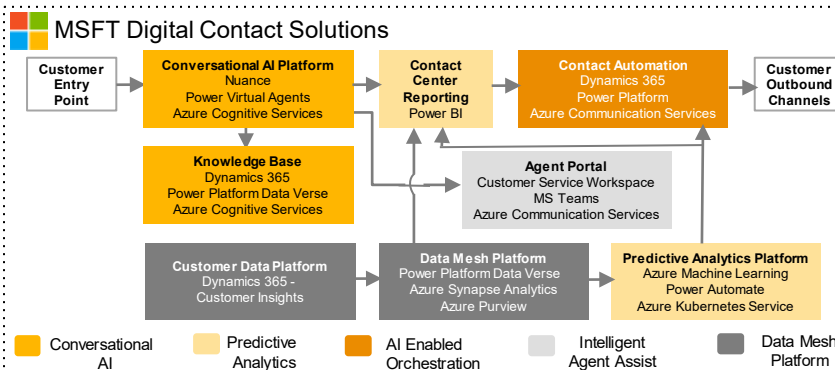 MSFT Digital Contact Solutions
Customer
Entry
Point
Conversational AI Platform
Nuance
Power Virtual Agents
Azure Cognitive Services
Contact
Center
Reporting
Power BI
Contact Automation
Dynamics 365
Power Platform
Azure Communication Services
Customer
Outbound
Channels
Knowledge Base
Dynamics 365
Power Platform Data Verse
Azure Cognitive Services
Agent Portal
Customer Service Workspace
MS Teams
Azure Communication Services
Customer Data Platform
Dynamics 365 -
Customer Insights
Data Mesh Platform
Power Platform Data Verse
Azure Synapse Analytics
Azure Purview
Predictive Analytics Platform
Azure Machine Learning
Power Automate
Azure Kubernetes Service
Conversational
AI
Predictive
Analytics
AI Enabled
Orchestration
Intelligent
Agent Assist
Data Mesh
Platform